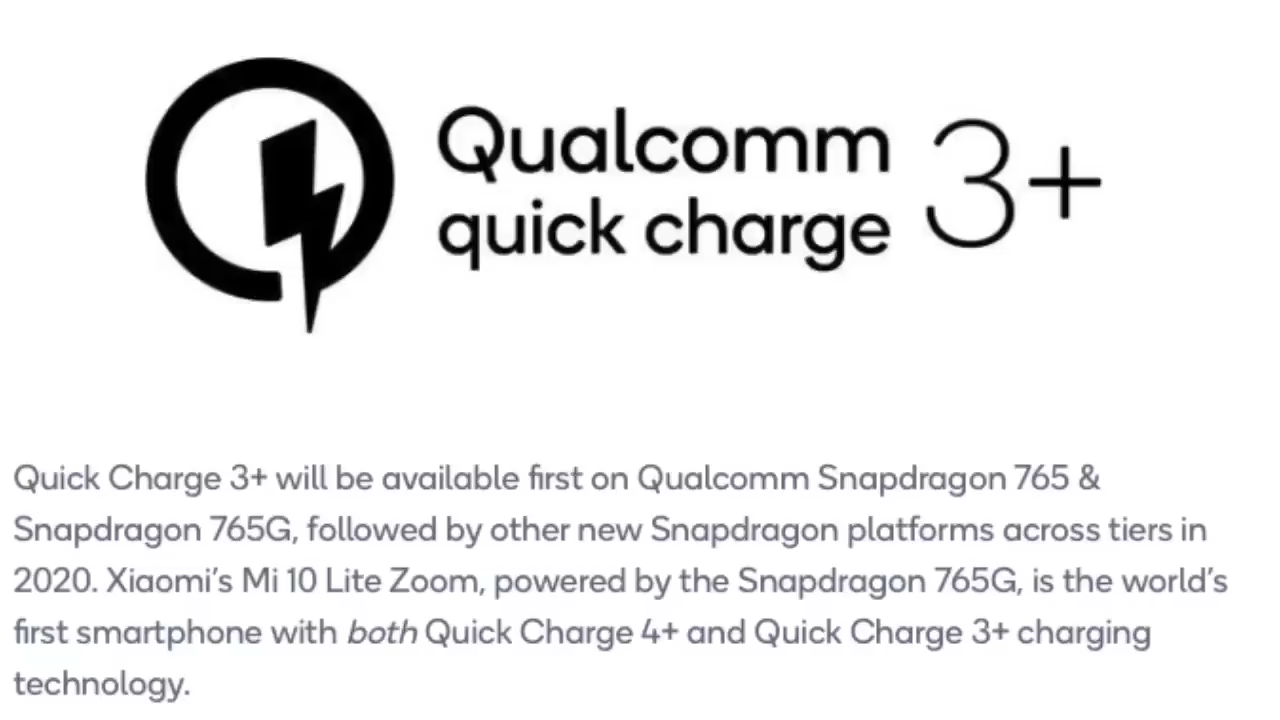 Qualcomm
quick charge 3+
Quick Charge 3+ will be available first on Qualcomm Snapdragon 765 &
Snapdragon 765G, followed by other new Snapdragon platforms across tiers in
2020. Xiaomi’s Mi 10 Lite Zoom, powered by the Snapdragon 765G, is the world’s
first smartphone with both Quick Charge 4+ and Quick Charge 3+ charging
technology.